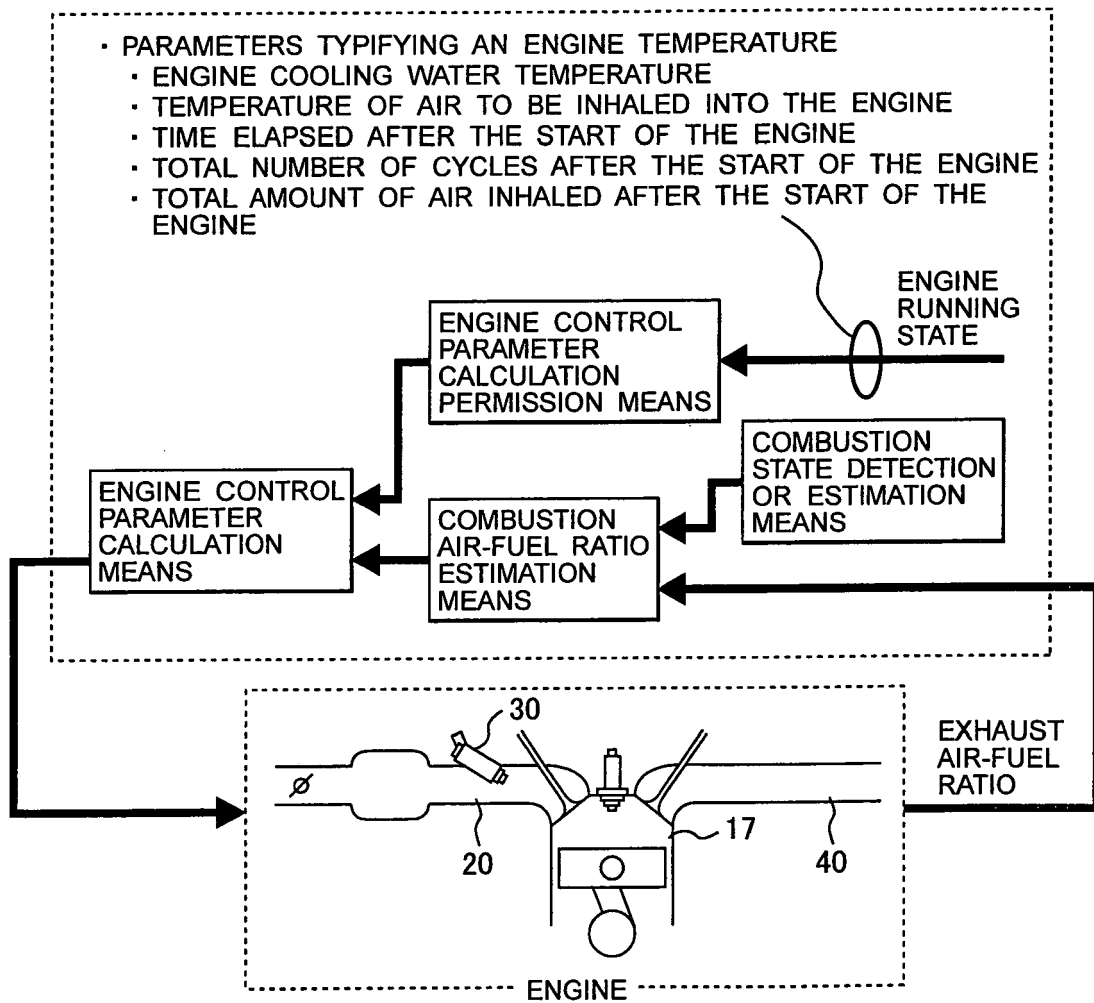 · PARAMETERS TYPIFYING AN ENGINE TEMPERATURE
· ENGINE COOLING WATER TEMPERATURE
· TEMPERATURE OF AIR TO BE INHALED INTO THE ENGINE
· TIME ELAPSED AFTER THE START OF THE ENGINE
· TOTAL NUMBER OF CYCLES AFTER THE START OF THE ENGINE
· TOTAL AMOUNT OF AIR INHALED AFTER THE START OF THE
ENGINE
ENGINE
RUNNING
STATE
ENGINE CONTROL
PARAMETER
CALCULATION
PERMISSION MEANS
COMBUSTION
STATE DETECTION
OR ESTIMATION
MEANS
ENGINE CONTROL
PARAMETER
CALCULATION
MEANS
COMBUSTION
AIR-FUEL RATIO
ESTIMATION
MEANS
30
20
17
40
EXHAUST
AIR-FUEL
RATIO
ENGINE